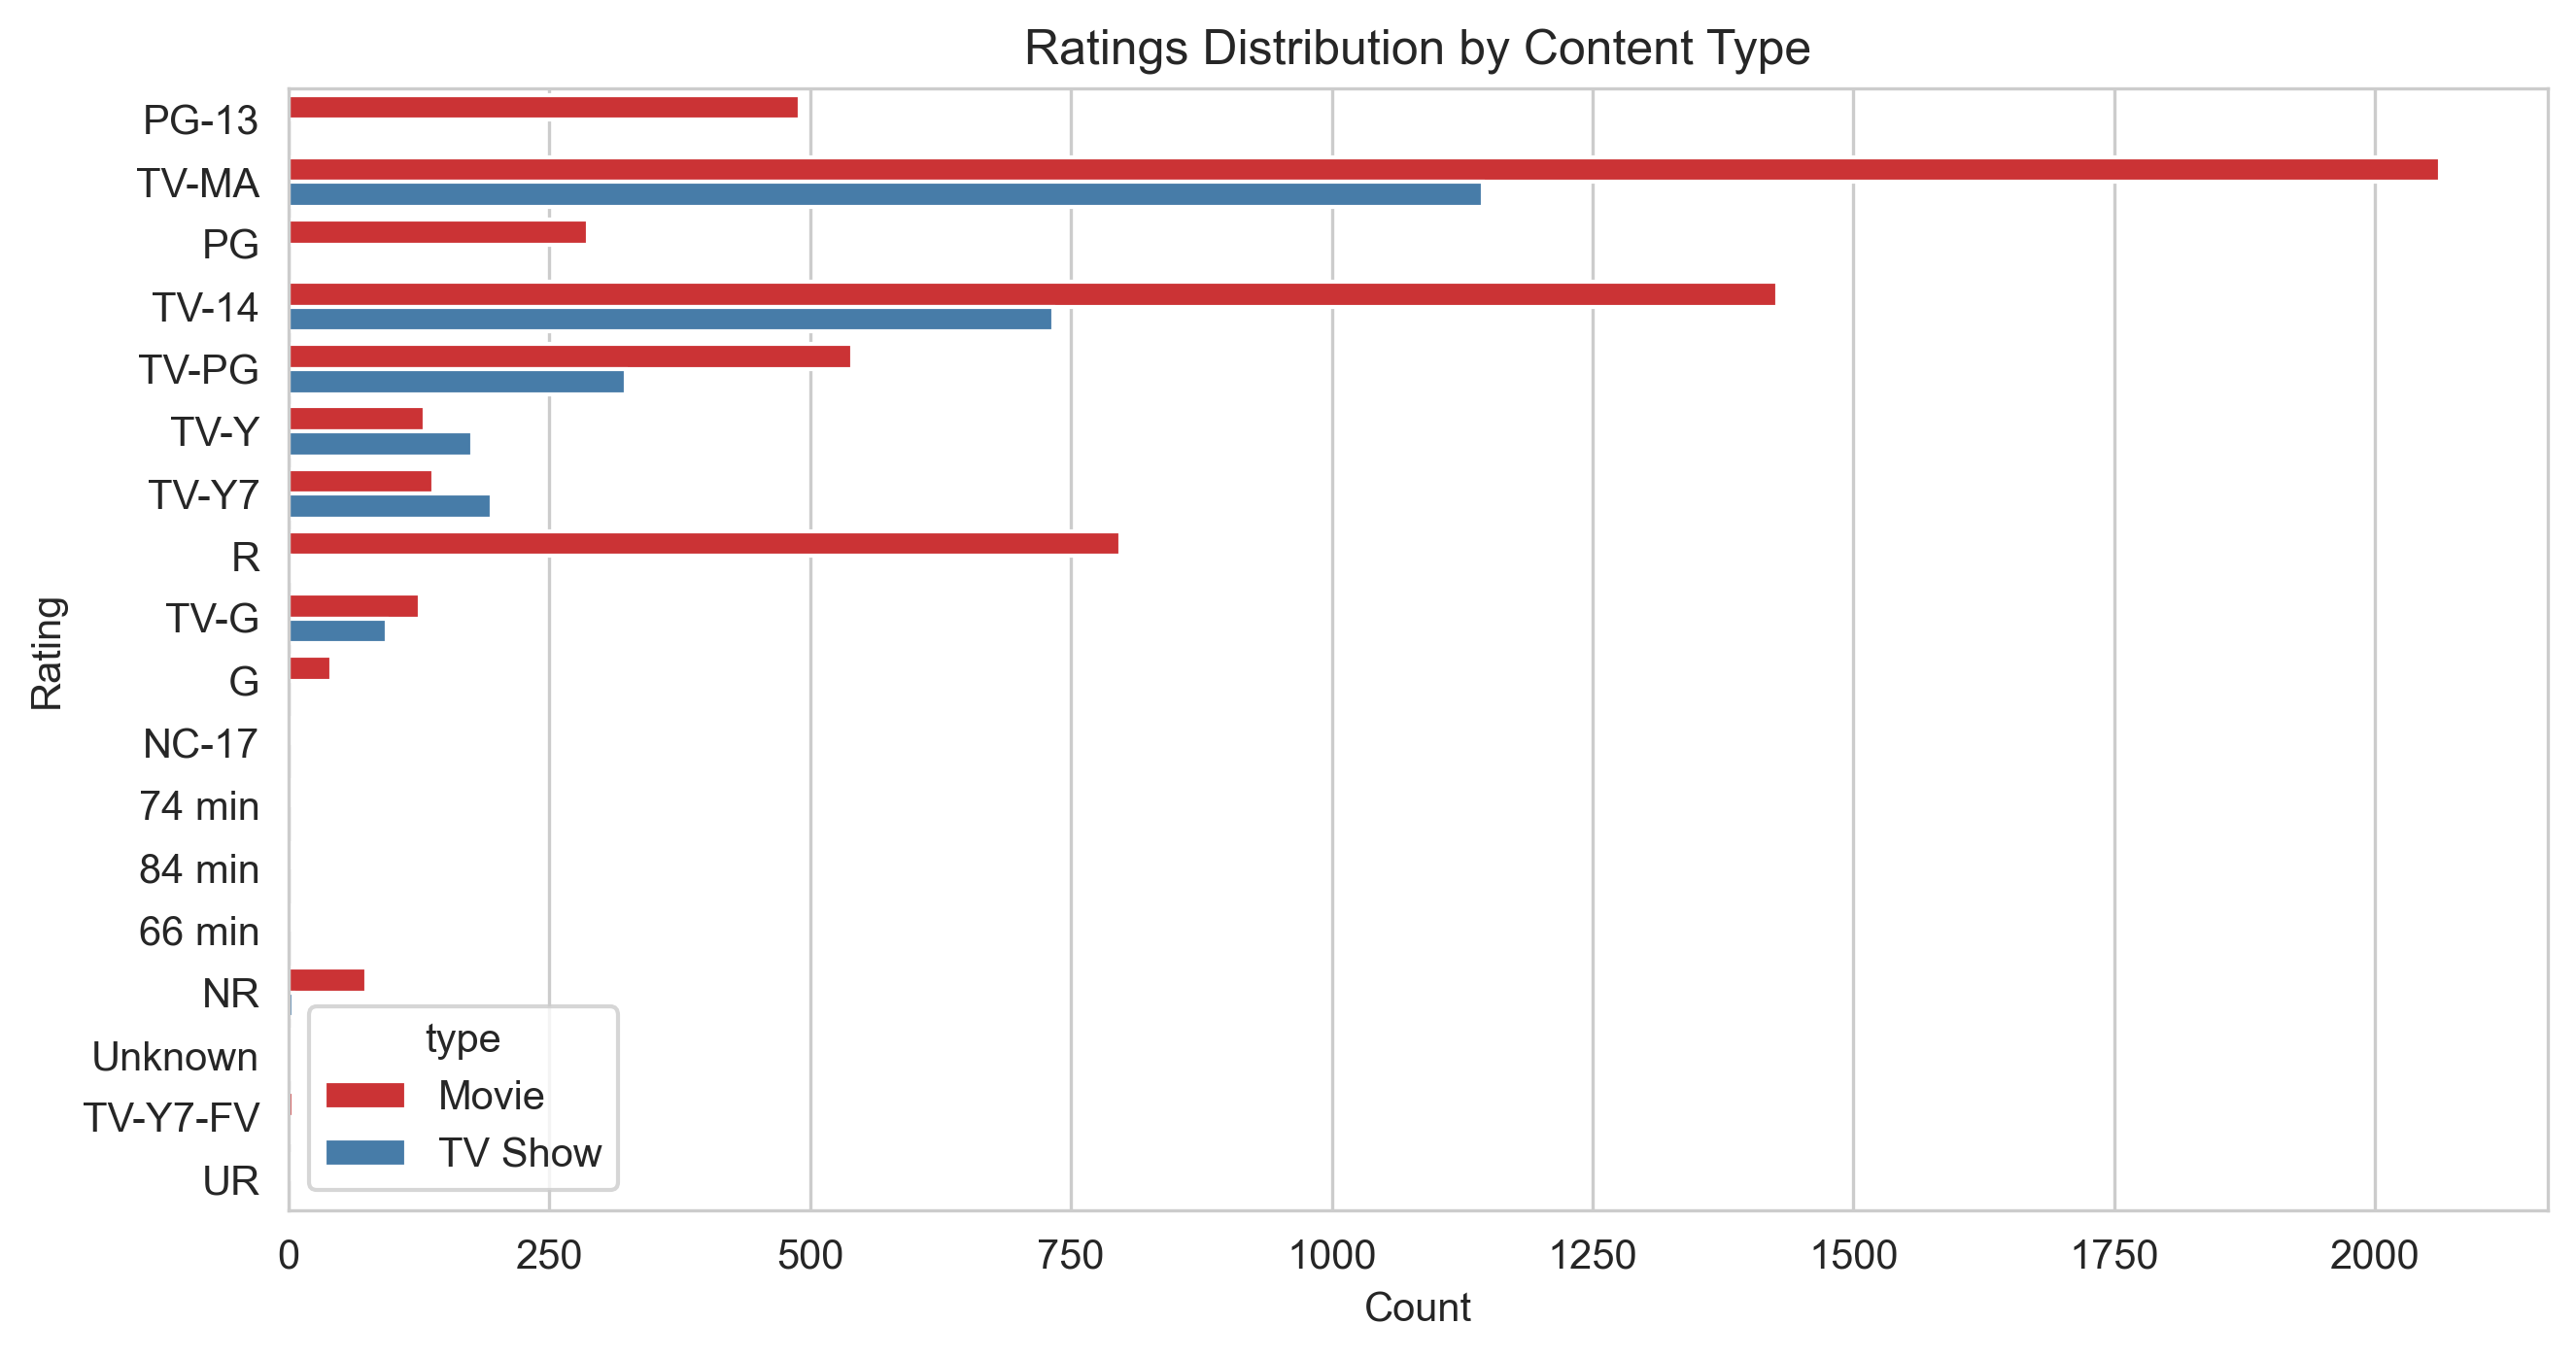 Ratings Distribution by Content Type
PG-13
TV-MA
PG
TV-14
TV-PG
TV-Y
TV-Y7
R
TV-G
G
NC-17
74 min
84 min
66 min
NR
Unknown
TV-Y7-FV
UR
Rating
type
Movie
TV Show
0 250 500 750 1000 1250 1500 1750 2000
Count